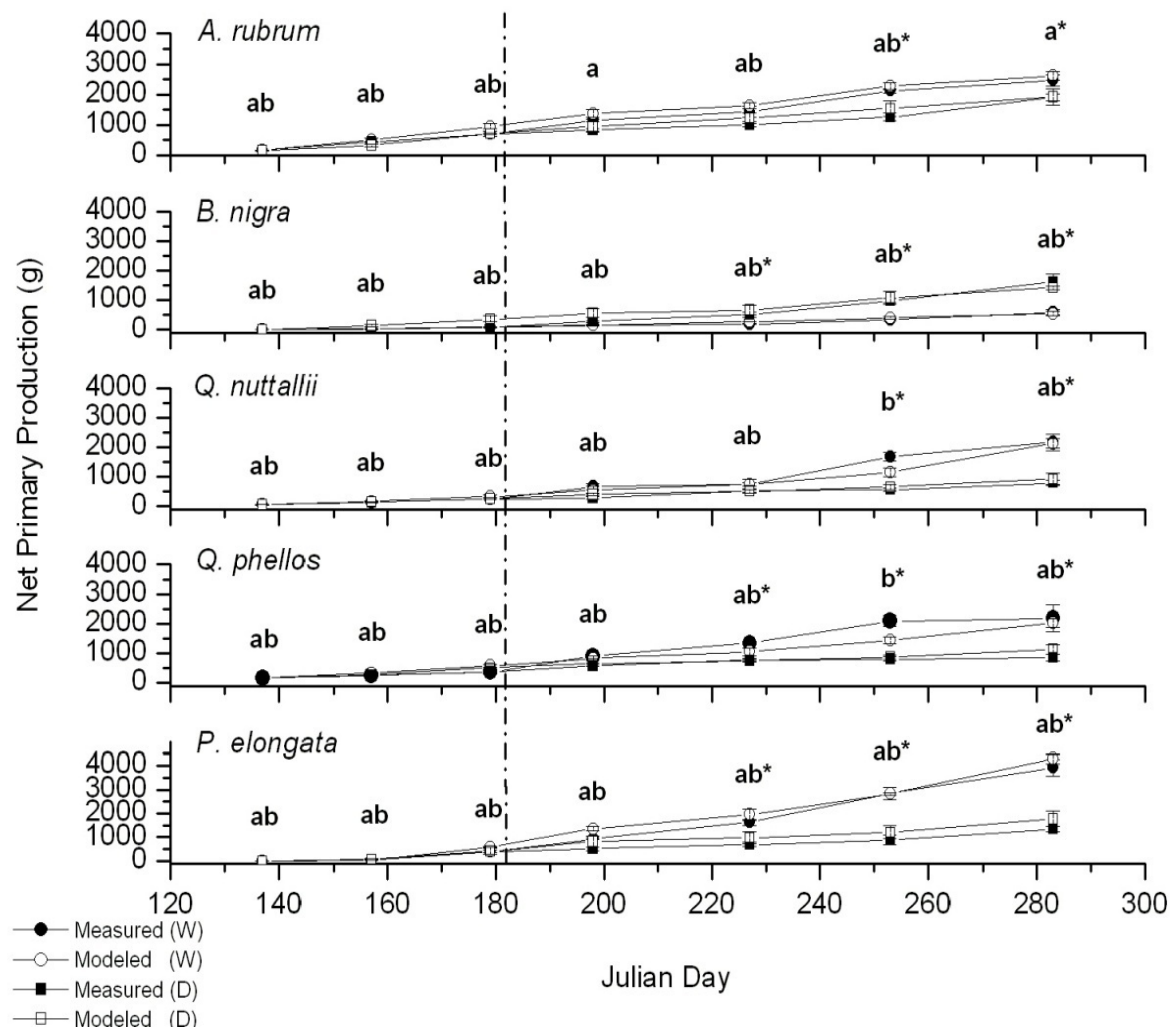 Net Primary Production (g)
A. rubrum
4000
3000
2000
1000
0
ab ab ab a ab ab* a*
B. nigra
4000
3000
2000
1000
0
ab ab ab ab ab* ab* ab*
Q. nuttallii
4000
3000
2000
1000
0
ab ab ab ab ab b* ab*
Q. phellos
4000
3000
2000
1000
0
ab ab ab ab ab* b* ab*
P. elongata
4000
3000
2000
1000
0
ab ab ab ab ab* ab* ab*
120 140 160 180 200 220 240 260 280 300
Julian Day
Measured (W)
Modeled (W)
Measured (D)
Modeled (D)